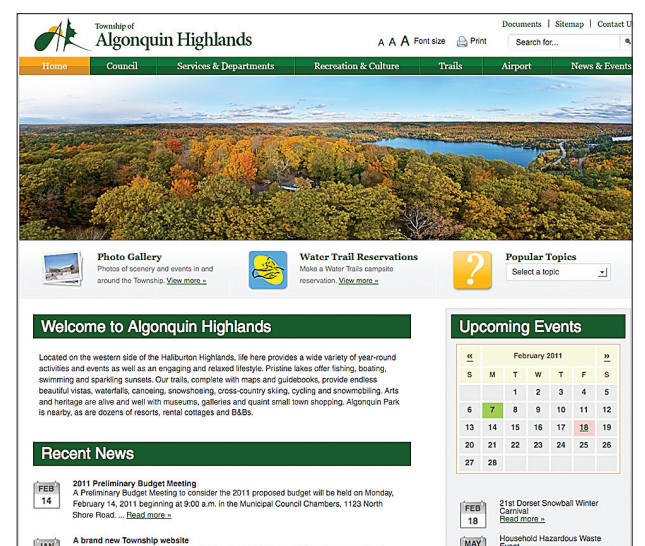 Township of
Algonquin Highlands
A A A Font size Print
Documents | Sitemap | Contact U
Search for...
Home Council Services & Departments Recreation & Culture Trails Airport News & Events
Photo Gallery
Photos of scenery and events in and
around the Township. View more »
Water Trail Reservations
Make a Water Trails campsite
reservation. View more »
?
Popular Topics
Select a topic
Welcome to Algonquin Highlands
Located on the western side of the Haliburton Highlands, life here provides a wide variety of year-round
activities and events as well as an engaging and relaxed lifestyle. Pristine lakes offer fishing, boating,
swimming and sparkling sunsets. Our trails, complete with maps and guidebooks, provide endless
beautiful vistas, waterfalls, canoeing, snowshoeing, cross-country skiing, cycling and snowmobiling. Arts
and heritage are alive and well with museums, galleries and quaint small town shopping. Algonquin Park
is nearby, as are dozens of resorts, rental cottages and B&Bs.
Recent News
FEB
14
2011 Preliminary Budget Meeting
A Preliminary Budget Meeting to consider the 2011 proposed budget will be held on Monday,
February 14, 2011 beginning at 9:00 a.m. in the Municipal Council Chambers, 1123 North
Shore Road. ... Read more »
JAN
A brand new Township website
Upcoming Events
« February 2011 »
S M T W T F S
1 2 3 4 5
6 7 8 9 10 11 12
13 14 15 16 17 18 19
20 21 22 23 24 25 26
27 28
FEB
18
21st Dorset Snowball Winter
Carnival
Read more »
MAY
Household Hazardous Waste
Event